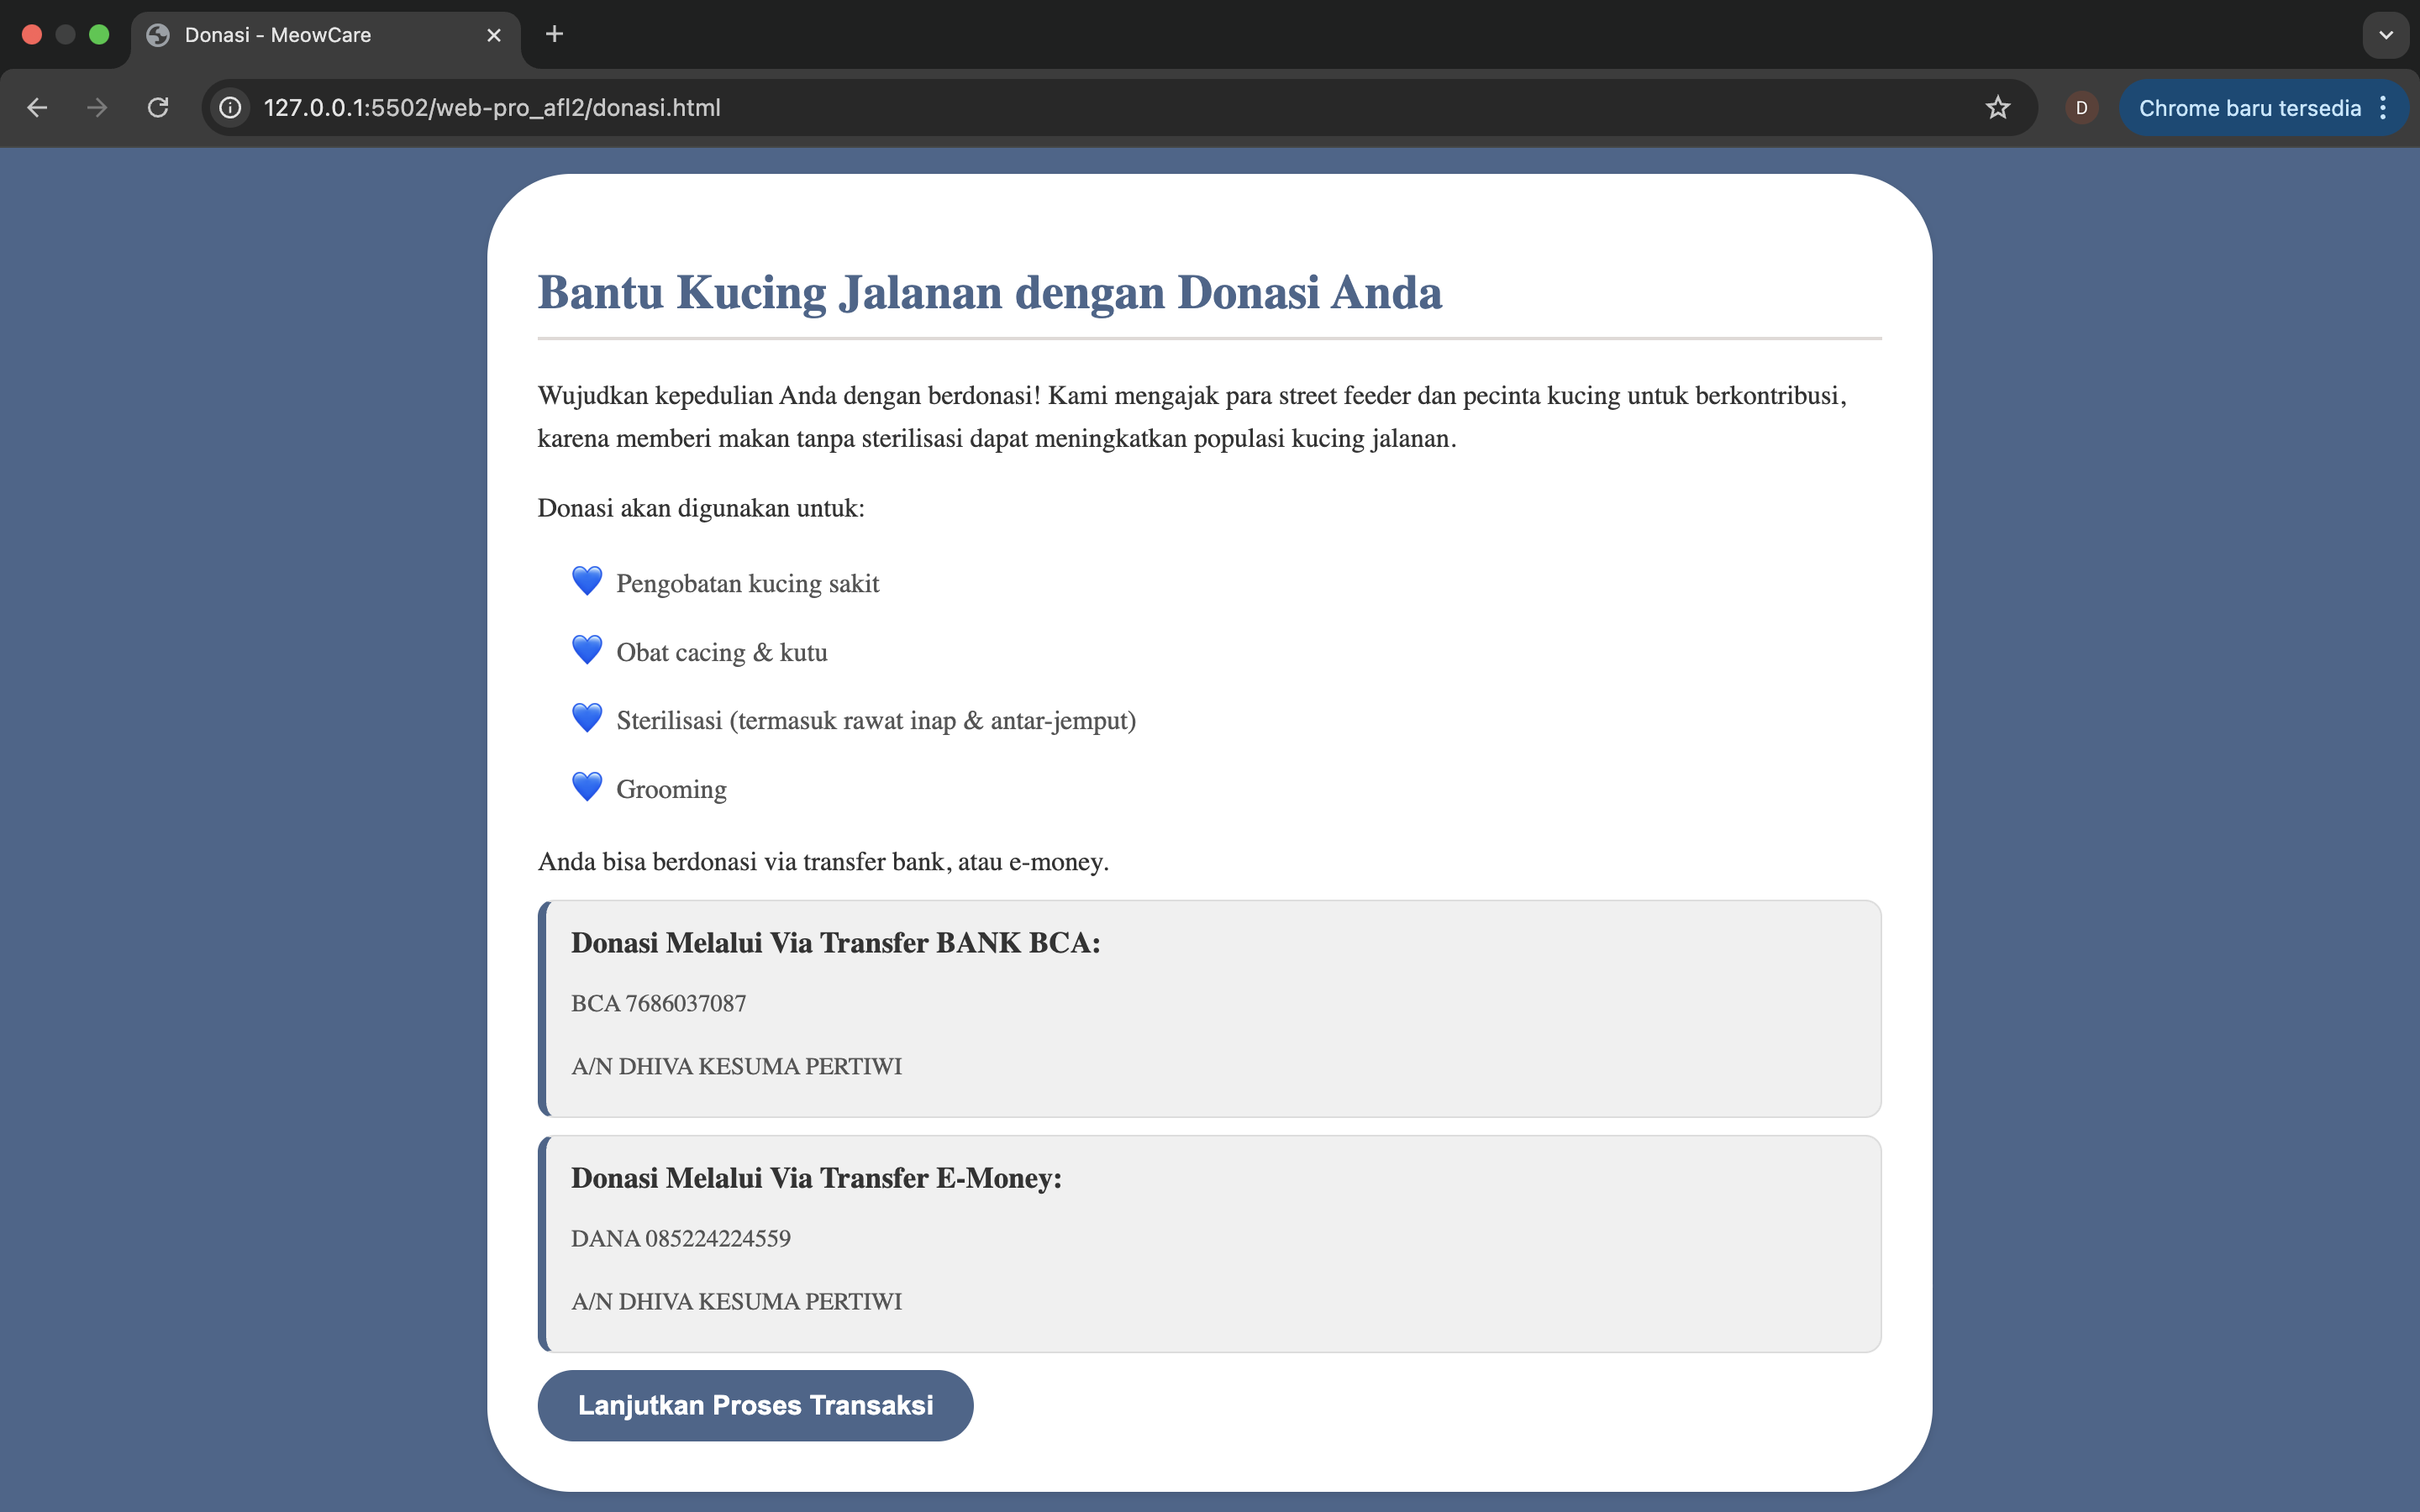 Donasi - MeowCare
127.0.0.1:5502/web-pro_afl2/donasi.html
D
Chrome baru tersedia
Bantu Kucing Jalanan dengan Donasi Anda
Wujudkan kepedulian Anda dengan berdonasi! Kami mengajak para street feeder dan pecinta kucing untuk berkontribusi,
karena memberi makan tanpa sterilisasi dapat meningkatkan populasi kucing jalanan.
Donasi akan digunakan untuk:
💙 Pengobatan kucing sakit
💙 Obat cacing & kutu
💙 Sterilisasi (termasuk rawat inap & antar-jemput)
💙 Grooming
Anda bisa berdonasi via transfer bank, atau e-money.
Donasi Melalui Via Transfer BANK BCA:
BCA 7686037087
A/N DHIVA KESUMA PERTIWI
Donasi Melalui Via Transfer E-Money:
DANA 085224224559
A/N DHIVA KESUMA PERTIWI
Lanjutkan Proses Transaksi